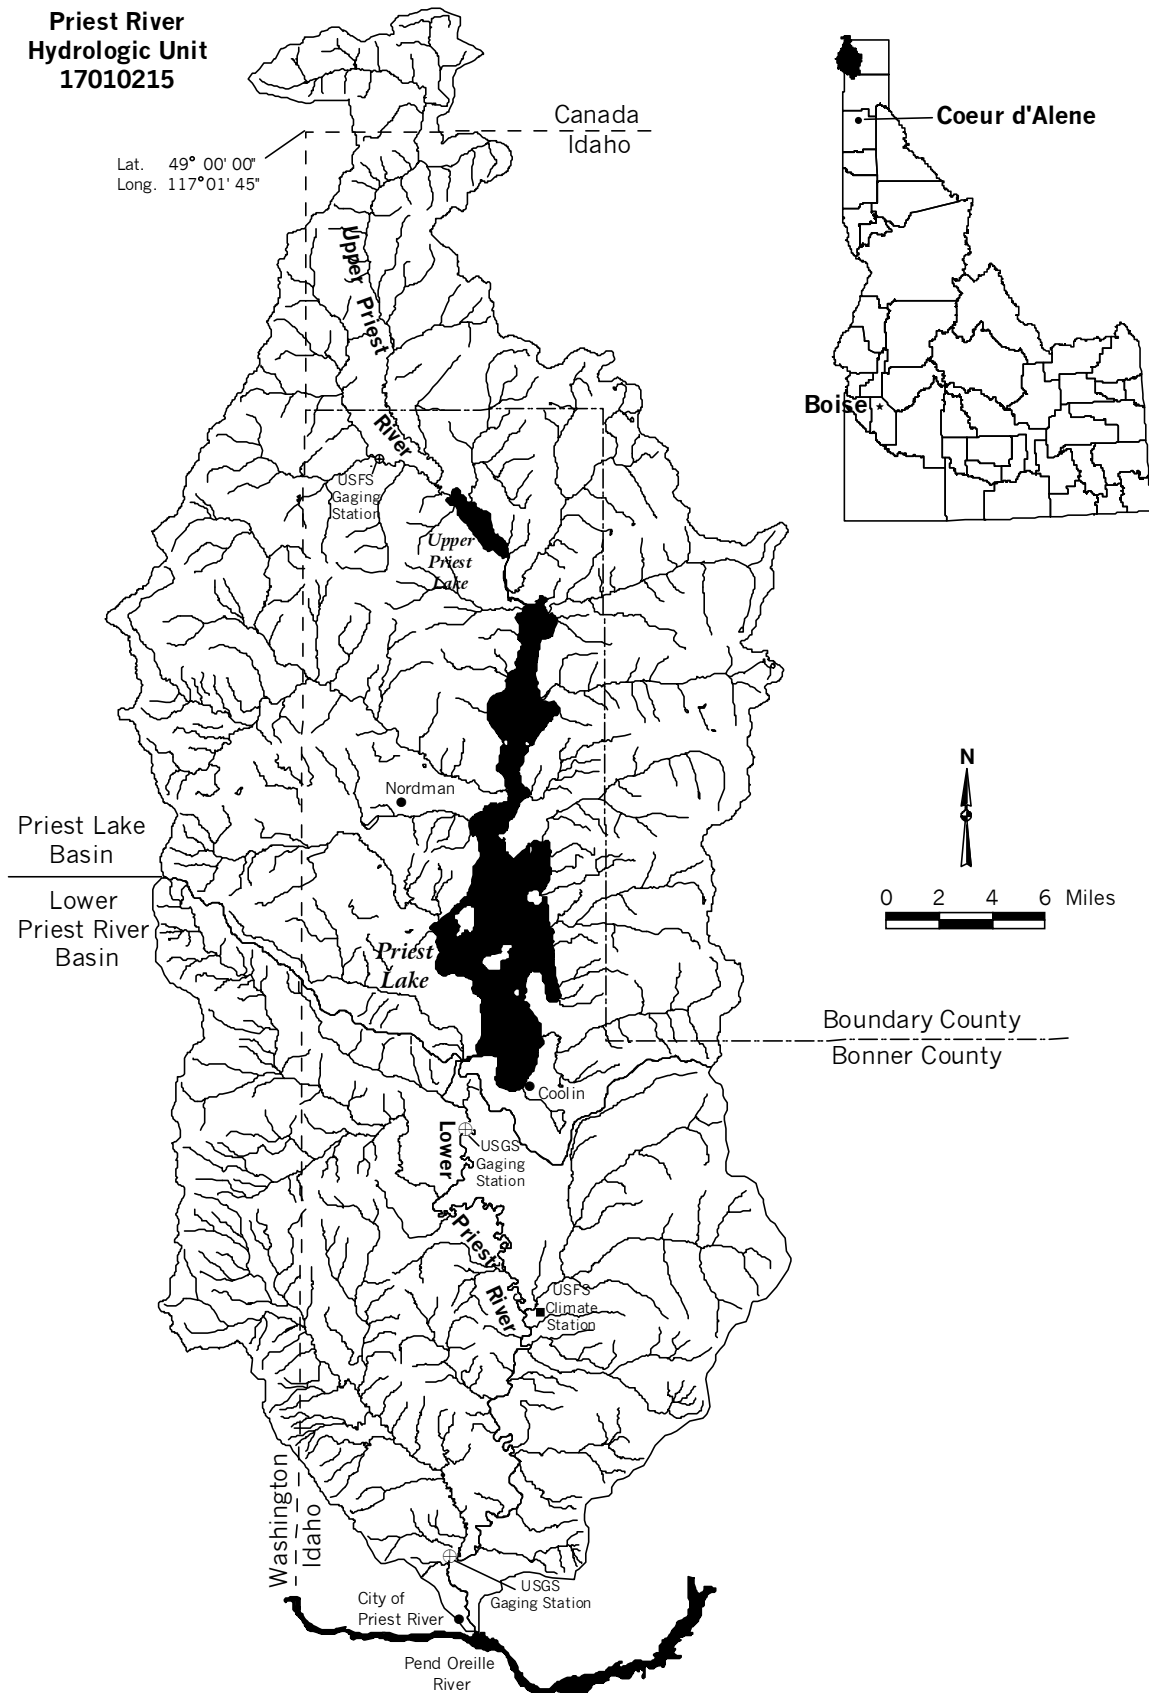 Priest River
Hydrologic Unit
17010215
Canada
Idaho
Lat. 49° 00' 00"
Long. 117°01' 45"
Coeur d'Alene
Boise
Upper Priest
River
USFS
Gaging
Station
Upper
Priest
Lake
Nordman
N
Priest Lake
Basin
Lower
Priest River
Basin
0 2 4 6 Miles
Priest
Lake
Boundary County
Bonner County
Coolin
Lower
USGS
Gaging
Station
Priest
River
USFS
Climate
Station
Washington
Idaho
USGS
Gaging Station
City of
Priest River
Pend Oreille
River